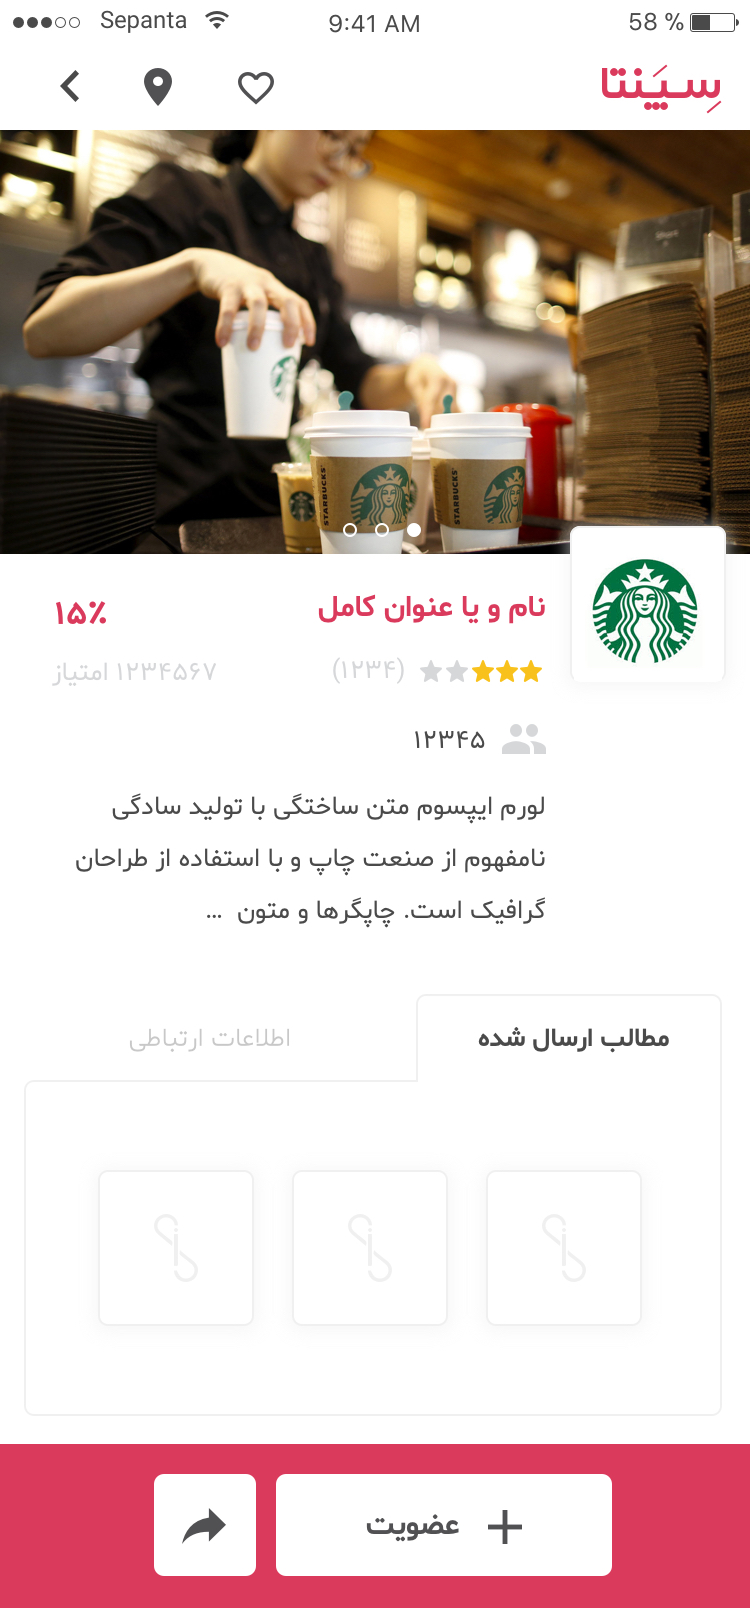 Sepanta 9:41 AM 58 %
سِیَپنتا
STARBUCKS
STARBUCKS
نام و یا عنوان کامل
۱۵٪
(۱۲۳۴)
۱۲۳۴۵۶۷ امتیاز
۱۲۳۴۵
لورم ایپسوم متن ساختگی با تولید سادگی
نامفهوم از صنعت چاپ و با استفاده از طراحان
گرافیک است. چاپگرها و متون ...
مطالب ارسال شده
اطلاعات ارتباطی
عضویت